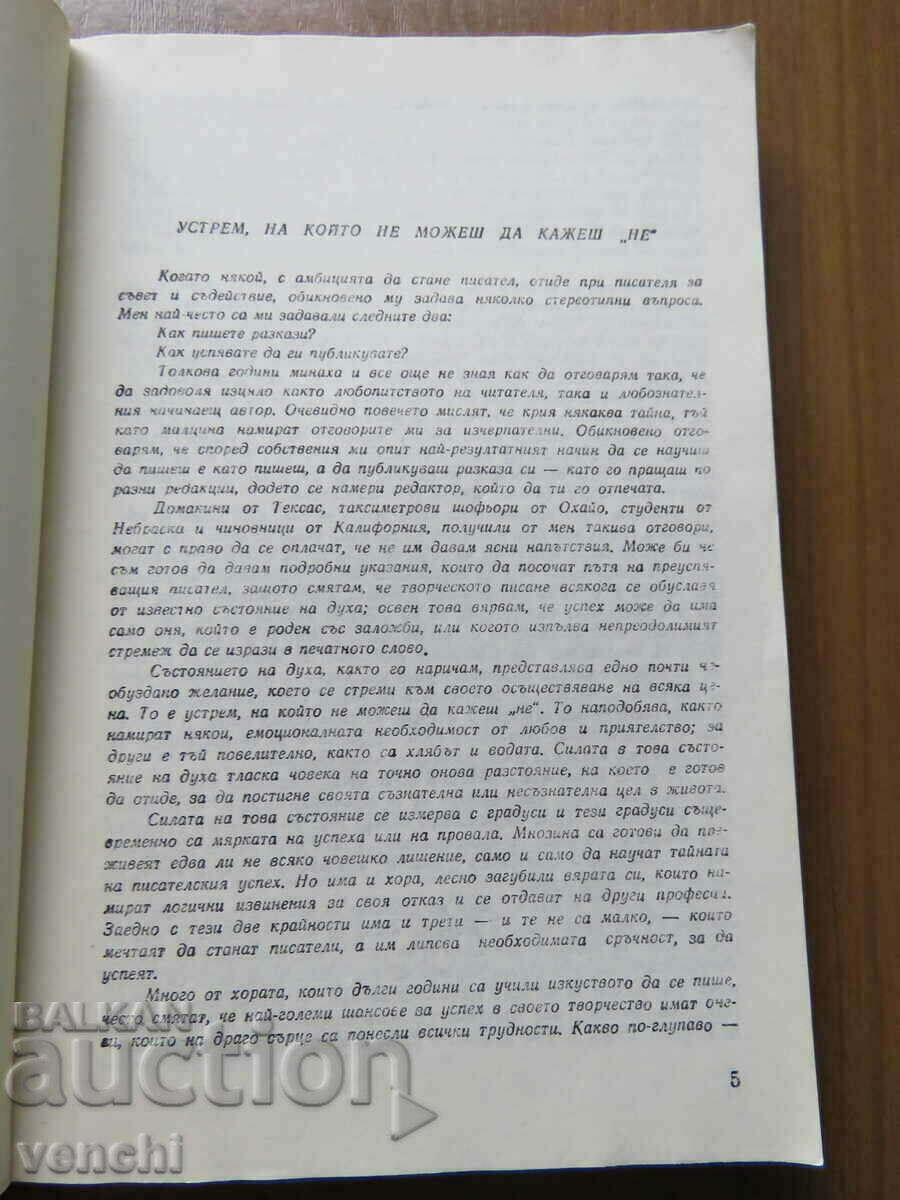 УСТРЕМ, НА КОЙТО НЕ МОЖЕШ ДА КАЖЕШ „НЕ“
Когато някой, с амбицията да стане писател, отиде при писателя за
съвет и съдействие, обикновено му задава няколко стереотипни въпроса.
Мен най-често са ми задавали следните два:
Как пишете разкази?
Как успявате да ги публикувате?
Толкова години минаха и все още не зная как да отговарям така, че
да задоволя изцяло както любопитството на читателя, така и любознател-
ния начинаещ автор. Очевидно повечето мислят, че крия някаква тайна, тъй
като малцина намират отговорите ми за изчерпателни. Обикновено отго-
варям, че според собствения ми опит най-резултатният начин да се научиш
да пишеш е като пишеш, а да публикуваш разказа си — като го пращаш по
разни редакции, додето се намери редактор, който да ти го отпечата.
Домакини от Тексас, таксиметрови шофьори от Охайо, студенти от
Небраска и чиновници от Калифорния, получили от мен такива отговори,
могат с право да се оплачат, че не им давам ясни напътствия. Може би не
съм готов да давам подробни указания, които да посочат пътя на преуспя-
ващия писател, защото смятам, че творческото писане всякога се обуславя
от известно състояние на духа; освен това вярвам, че успех може да има
само оня, който е роден със заложби, или когото изпълва непреодолимият
стремеж да се изрази в печатното слово.
Състоянието на духа, както го наричам, представлява едно почти не-
обуздано желание, което се стреми към своето осъществяване на всяка це-
на. То е устрем, на който не можеш да кажеш „не“. То наподобява, както
намират някои, емоционалната необходимост от любов и приятелство; за
други е тъй повелително, както са хлябът и водата. Силата в това състо-
яние на духа тласка човека на точно онова разстояние, на което е готов
да отиде, за да постигне своята съзнателна или несъзнателна цел в живота.
Силата на това състояние се измерва с градуси и тези градуси същe-
временно са мярката на успеха или на провала. Мнозина са готови да пре-
живеят едва ли не всяко човешко лишение, само и само да научат тайната
на писателския успех. Но има и хора, лесно загубили вярата си, които на-
мират логични извинения за своя отказ и се отдават на други професии.
Заедно с тези две крайности има и трети — и те не са малко, — които
мечтаят да станат писатели, а им липсва необходимата сръчност, за да
успеят.
Много от хората, които дълги години са учили изкуството да се пише,
често смятат, че най-големи шансове за успех в своето творчество имат оне-
ви, които на драго сърце са понесли всички трудности. Какво по-глупаво —
5
BALKAN
auction
venchi